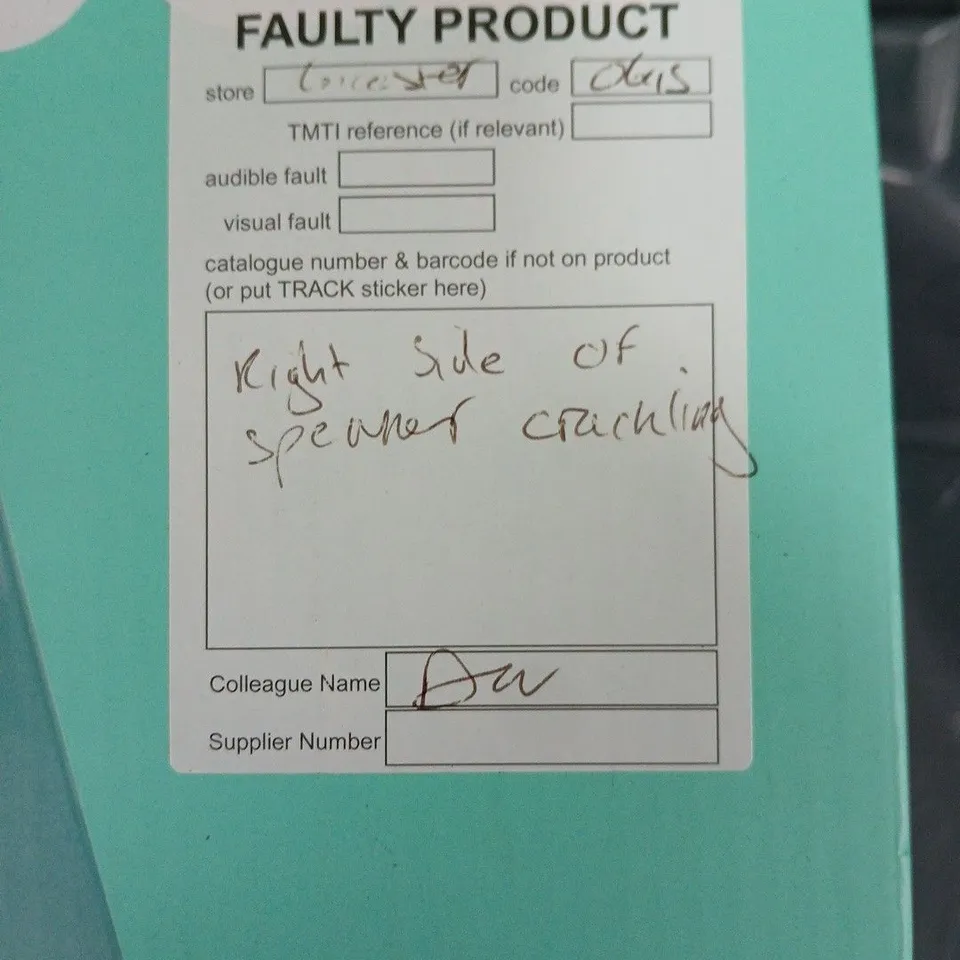 FAULTY PRODUCT
store Leicester code
TMTI reference (if relevant)
audible fault
visual fault
catalogue number & barcode if not on product
(or put TRACK sticker here)
Right Side of
speaker crackling
Colleague Name
Supplier Number